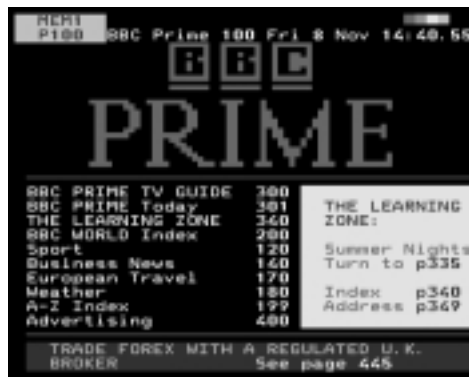 MEM1
P100 BBC Prime 100 Fri 8 Nov 14:40.55
BBC
PRIME
BBC PRIME TV GUIDE 300
BBC PRIME Today 301
THE LEARNING ZONE 340
BBC WORLD Index 200
Sport 120
Business News 140
European Travel 170
Weather 180
A-Z Index 199
Advertising 400
THE LEARNING
ZONE:
Summer Nights
Turn to p335
Index p340
Address p349
TRADE FOREX WITH A REGULATED U.K.
BROKER See page 445